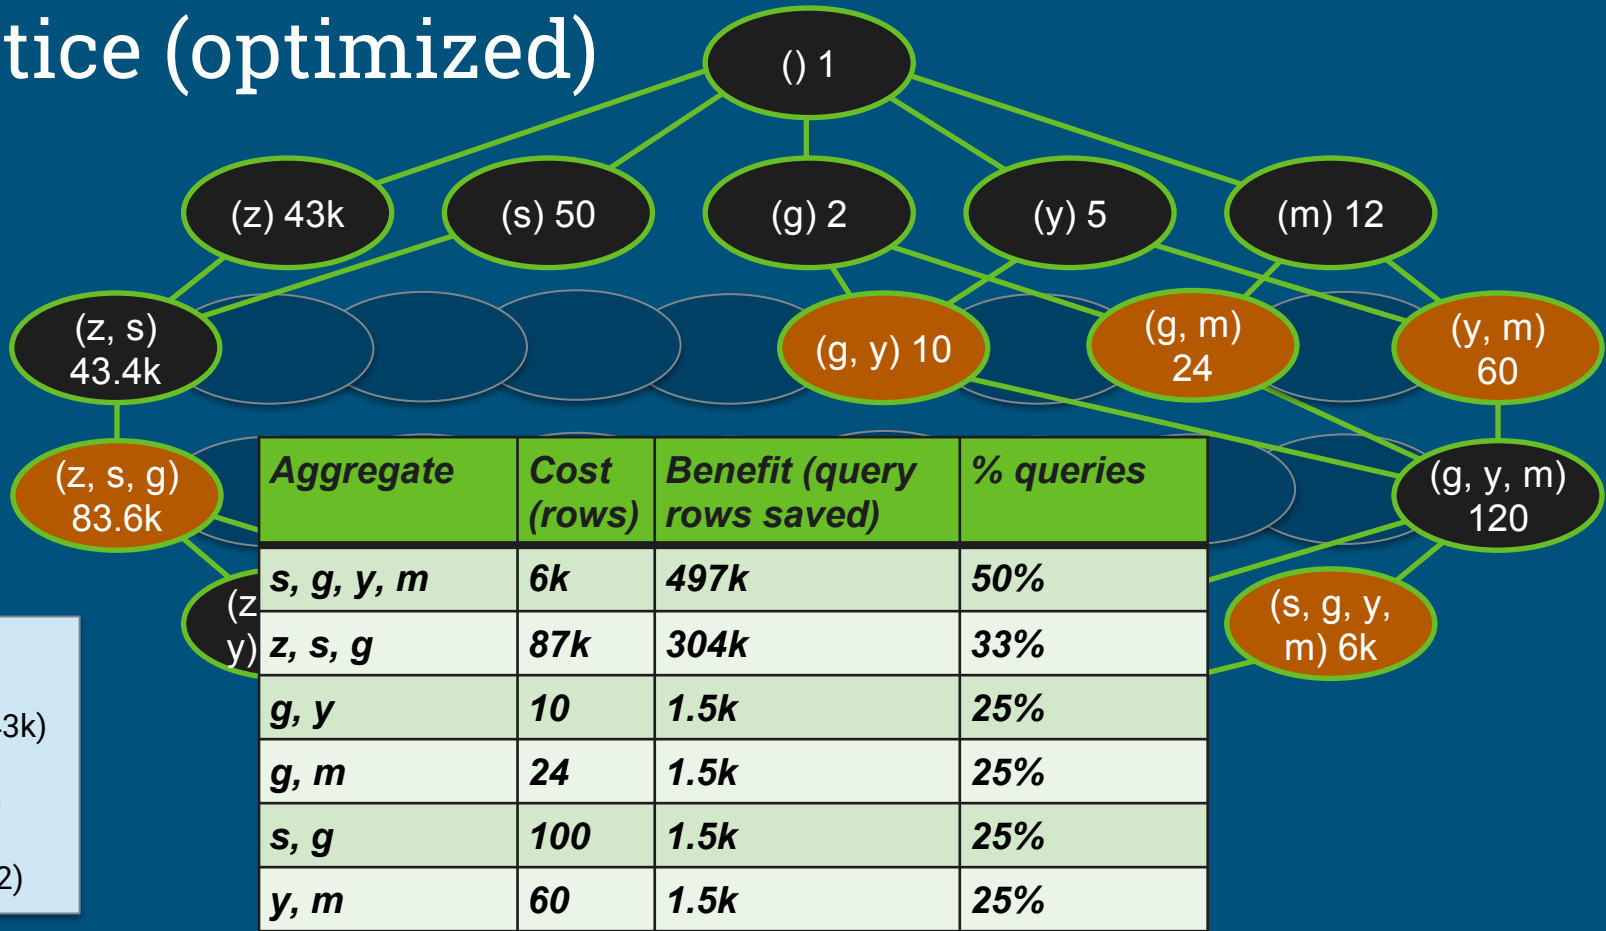 tice (optimized)
() 1
(z) 43k
(s) 50
(g) 2
(y) 5
(m) 12
(z, s)
43.4k
(g, y) 10
(g, m)
24
(y, m)
60
(z, s, g)
83.6k
(g, y, m)
120
(z
y)
(s, g, y,
m) 6k
3k)
2)
Aggregate Cost (rows) Benefit (query rows saved) % queries
s, g, y, m 6k 497k 50%
z, s, g 87k 304k 33%
g, y 10 1.5k 25%
g, m 24 1.5k 25%
s, g 100 1.5k 25%
y, m 60 1.5k 25%